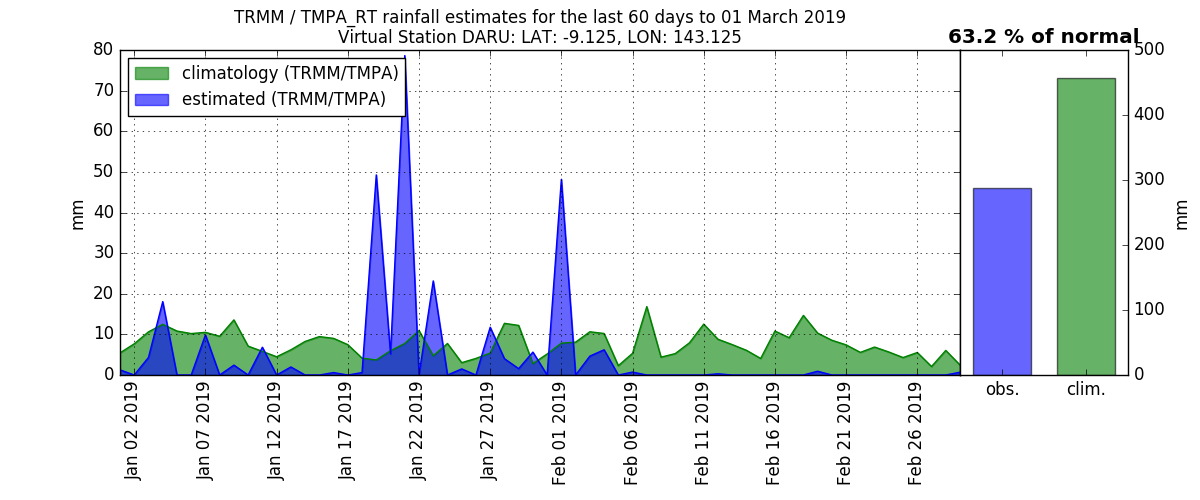 TRMM / TMPA_RT rainfall estimates for the last 60 days to 01 March 2019
Virtual Station DARU: LAT: -9.125, LON: 143.125
63.2 % of normal
climatology (TRMM/TMPA)
estimated (TRMM/TMPA)
80
70
60
50
40
30
20
10
0
mm
Jan 02 2019
Jan 07 2019
Jan 12 2019
Jan 17 2019
Jan 22 2019
Jan 27 2019
Feb 01 2019
Feb 06 2019
Feb 11 2019
Feb 16 2019
Feb 21 2019
Feb 26 2019
obs.
clim.
500
400
300
200
100
0
mm